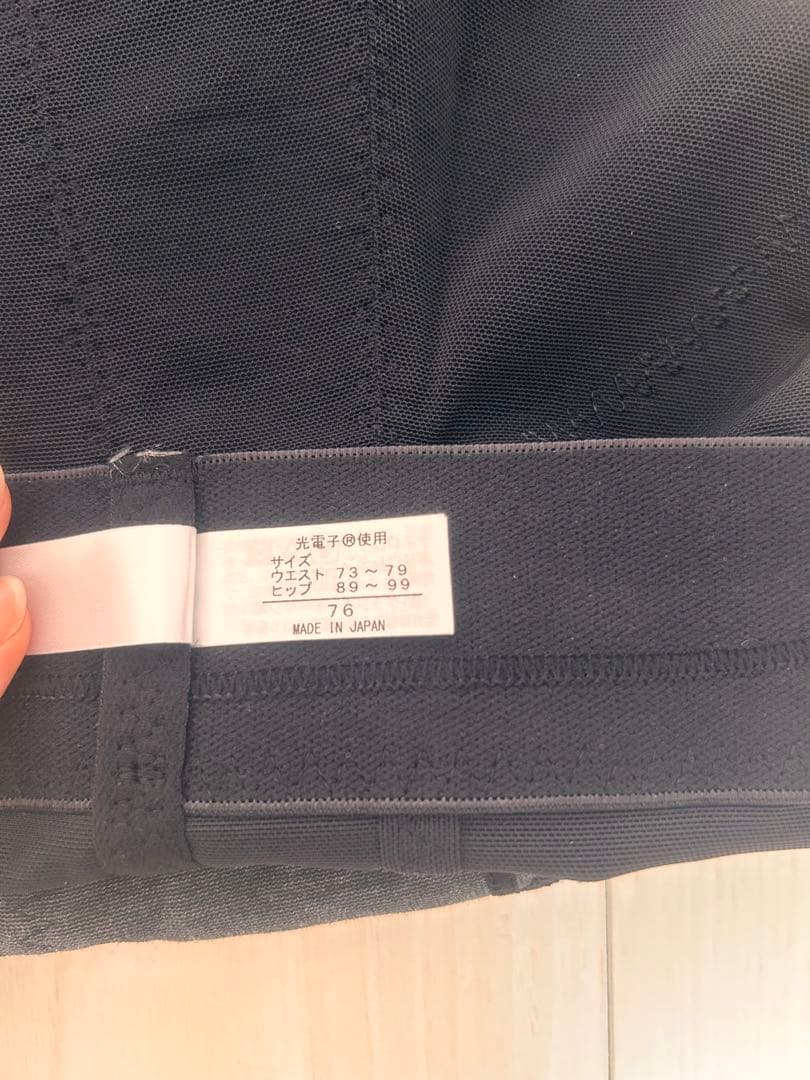 光電子®使用
サイズ
ウエスト 73～79
ヒップ 89～99
76
MADE IN JAPAN